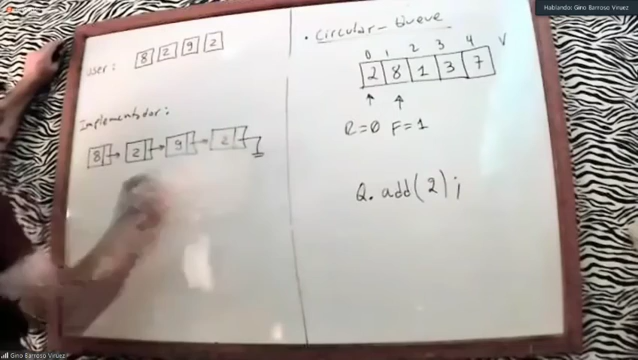 Hablando: Gino Barroso Viruez
User: 8 2 9 2
Implementador:
8 2 9 2
. Circular-Queue
0 1 2 3 4 V
2 8 1 3 7
R=0 F=1
Q.add(2);
Gino Barroso Viruez